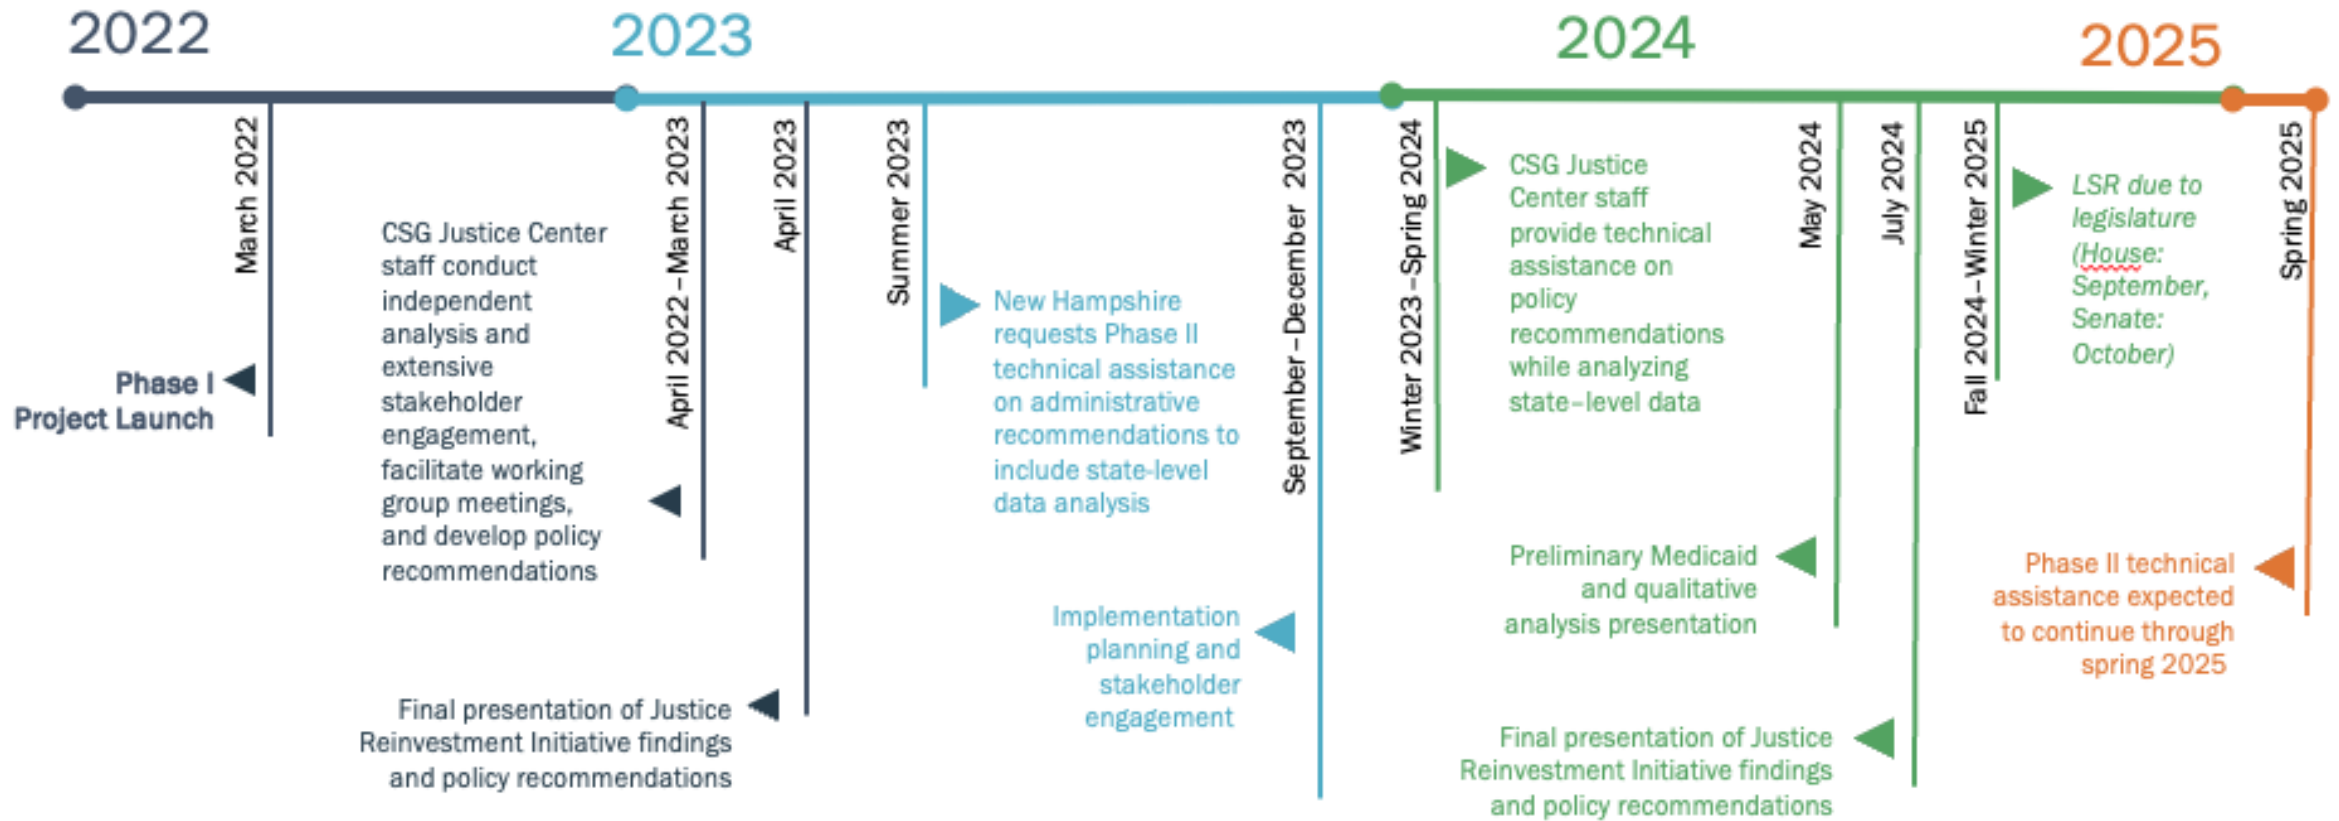 2022
2023
2024
2025
March 2022
Phase I
Project Launch
April 2022–March 2023
CSG Justice Center
staff conduct
independent
analysis and
extensive
stakeholder
engagement,
facilitate working
group meetings,
and develop policy
recommendations
April 2023
Final presentation of Justice
Reinvestment Initiative findings
and policy recommendations
Summer 2023
New Hampshire
requests Phase II
technical assistance
on administrative
recommendations to
include state-level
data analysis
September–December 2023
Implementation
planning and
stakeholder
engagement
Winter 2023–Spring 2024
CSG Justice
Center staff
provide technical
assistance on
policy
recommendations
while analyzing
state–level data
May 2024
Preliminary Medicaid
and qualitative
analysis presentation
July 2024
Final presentation of Justice
Reinvestment Initiative findings
and policy recommendations
Fall 2024–Winter 2025
LSR due to
legislature
(House:
September,
Senate:
October)
Spring 2025
Phase II technical
assistance expected
to continue through
spring 2025